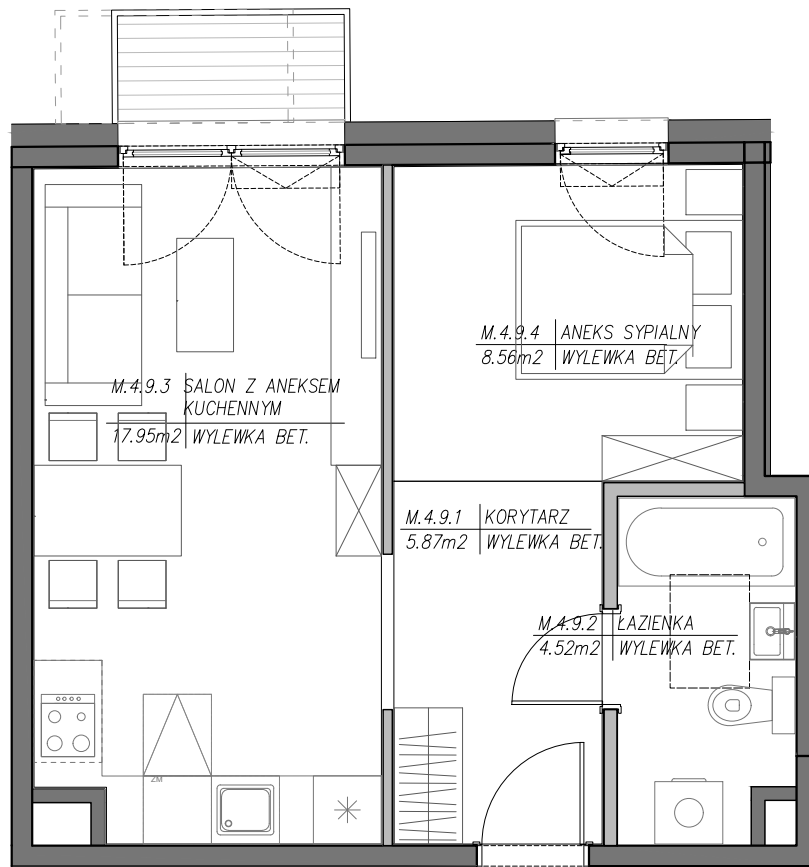 M.4.9.4 ANEKS SYPIALNY
8.56m2 WYLEWKA BET.
M.4.9.3 SALON Z ANEKSEM
KUCHENNYM
17.95m2 WYLEWKA BET.
M.4.9.1 KORYTARZ
5.87m2 WYLEWKA BET.
M.4.9.2 ŁAZIENKA
4.52m2 WYLEWKA BET.
ZM